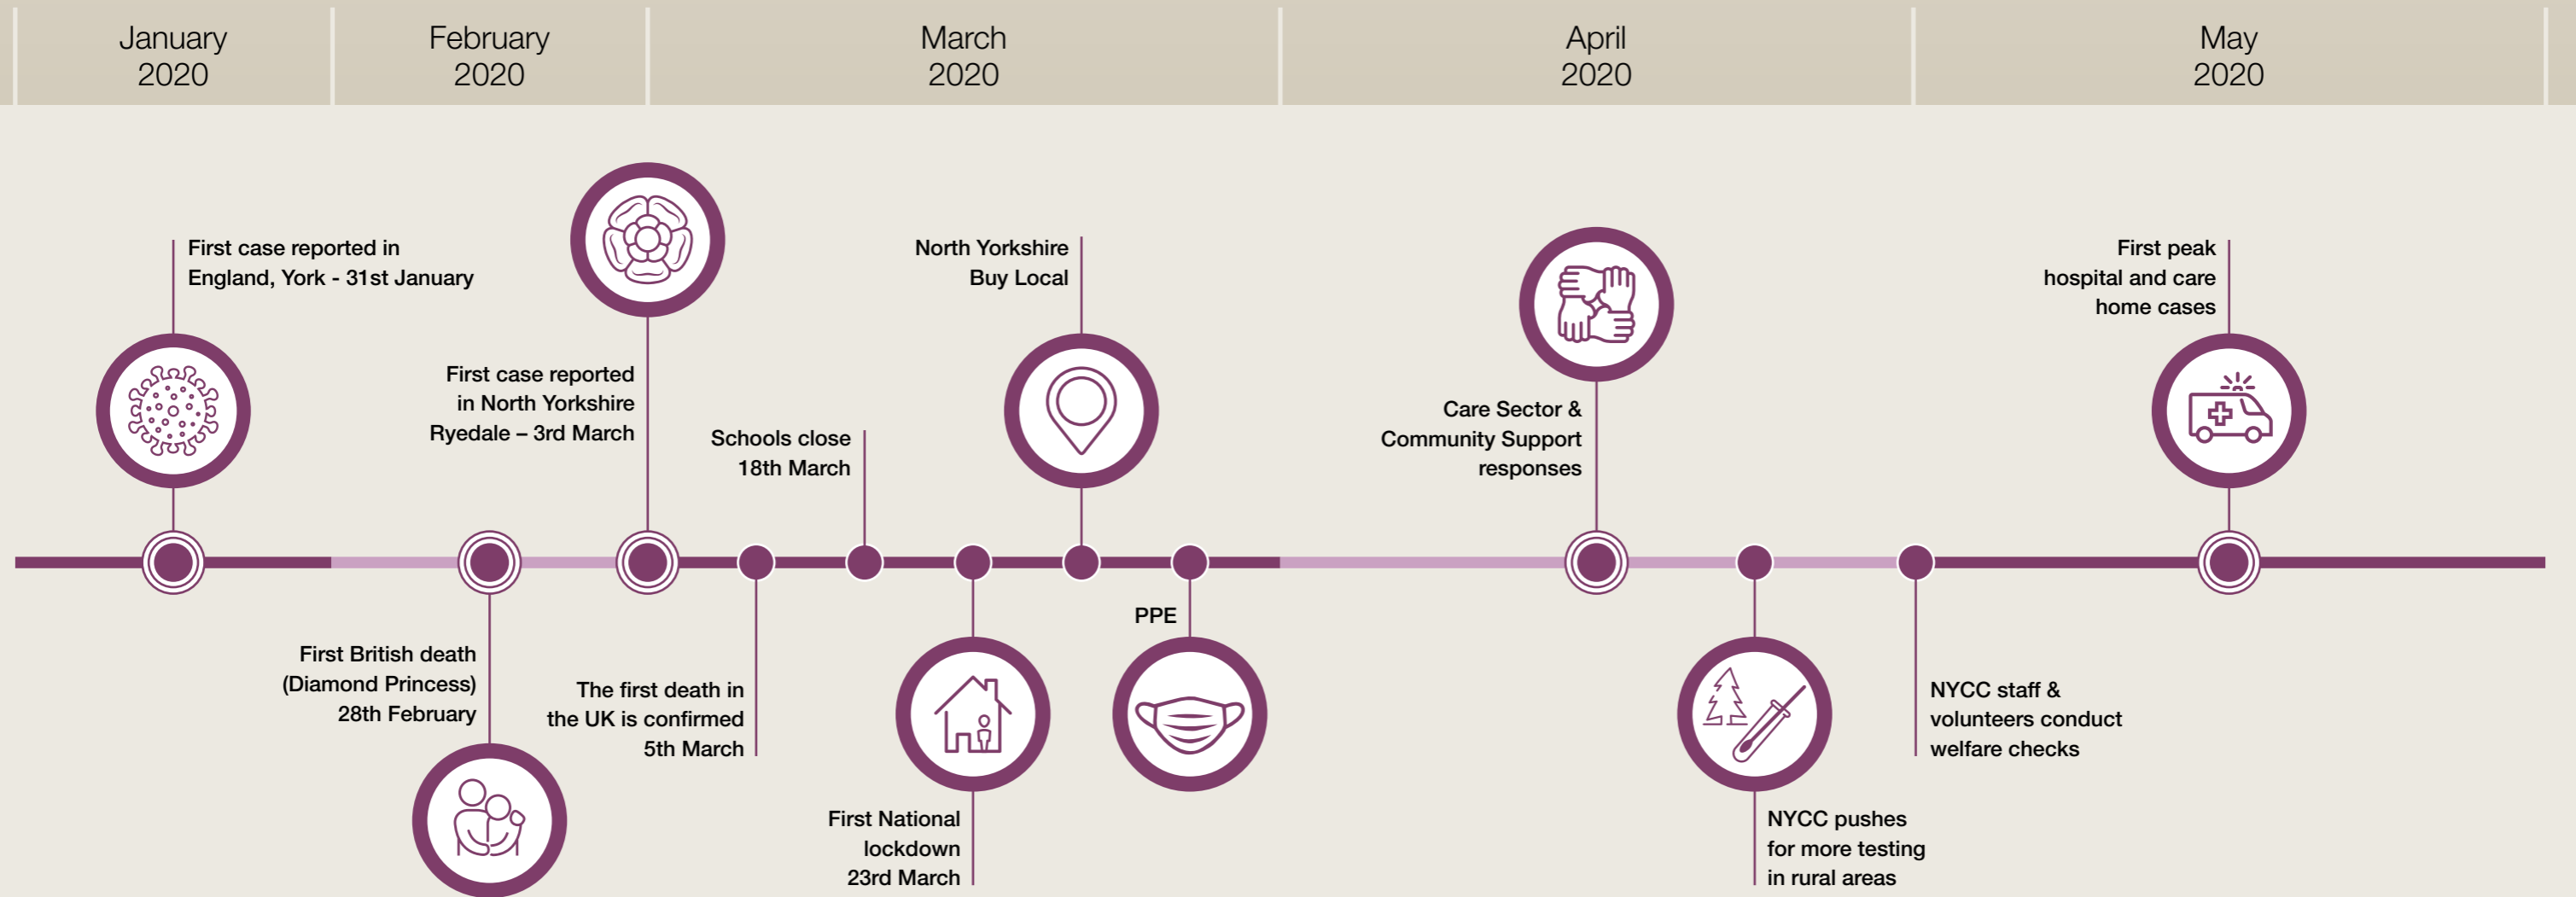 January
2020
February
2020
March
2020
April
2020
May
2020
First case reported in
England, York - 31st January
First British death
(Diamond Princess)
28th February
First case reported
in North Yorkshire
Ryedale – 3rd March
The first death in
the UK is confirmed
5th March
Schools close
18th March
First National
lockdown
23rd March
North Yorkshire
Buy Local
PPE
Care Sector &
Community Support
responses
NYCC pushes
for more testing
in rural areas
NYCC staff &
volunteers conduct
welfare checks
First peak
hospital and care
home cases